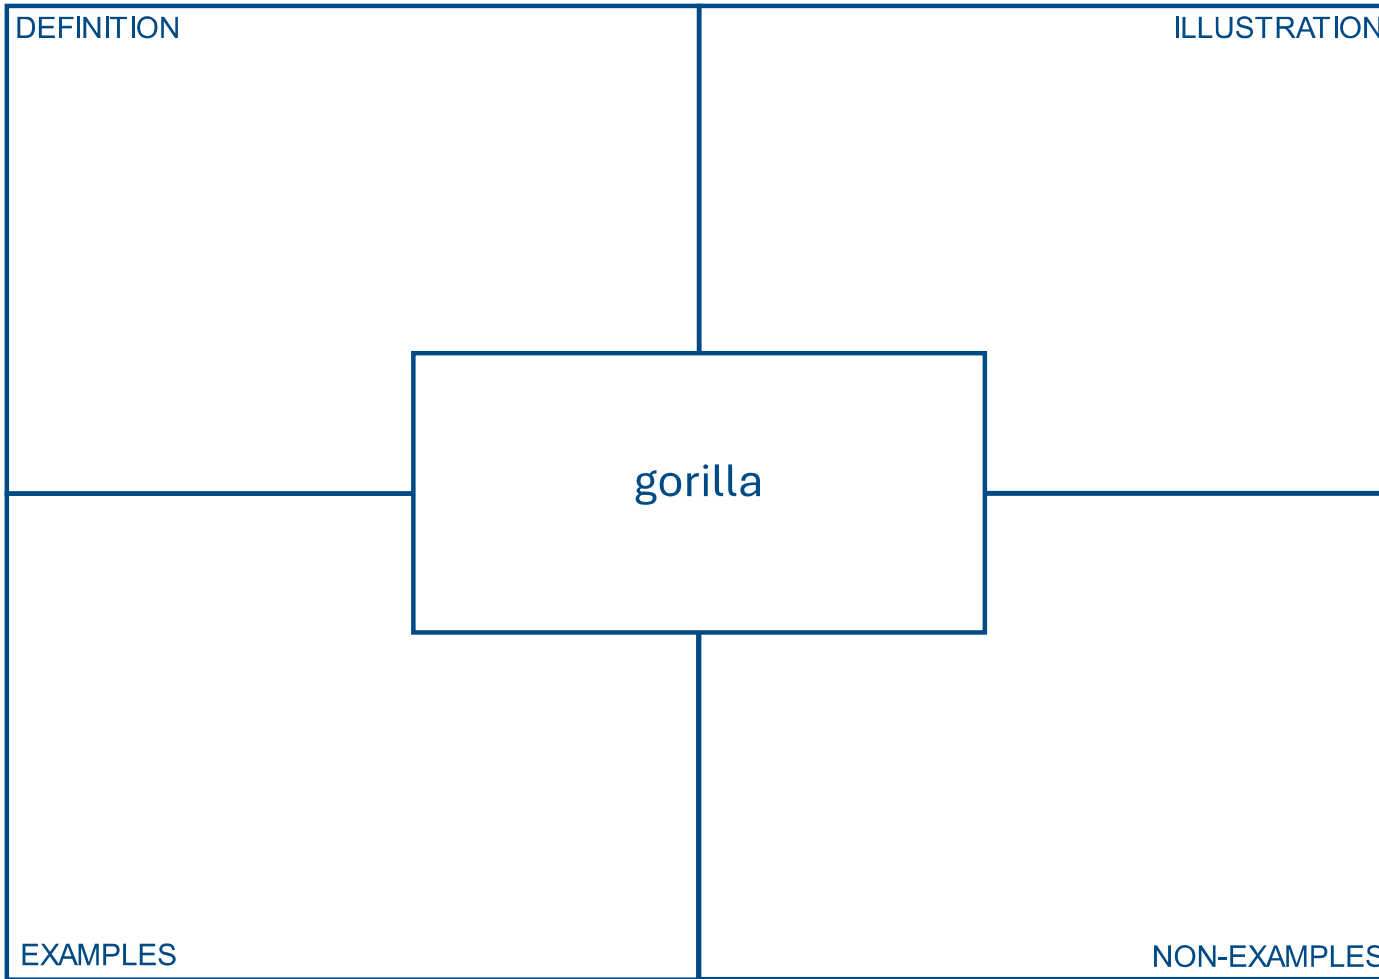 DEFINITION
ILLUSTRATION
gorilla
EXAMPLES
NON-EXAMPLES